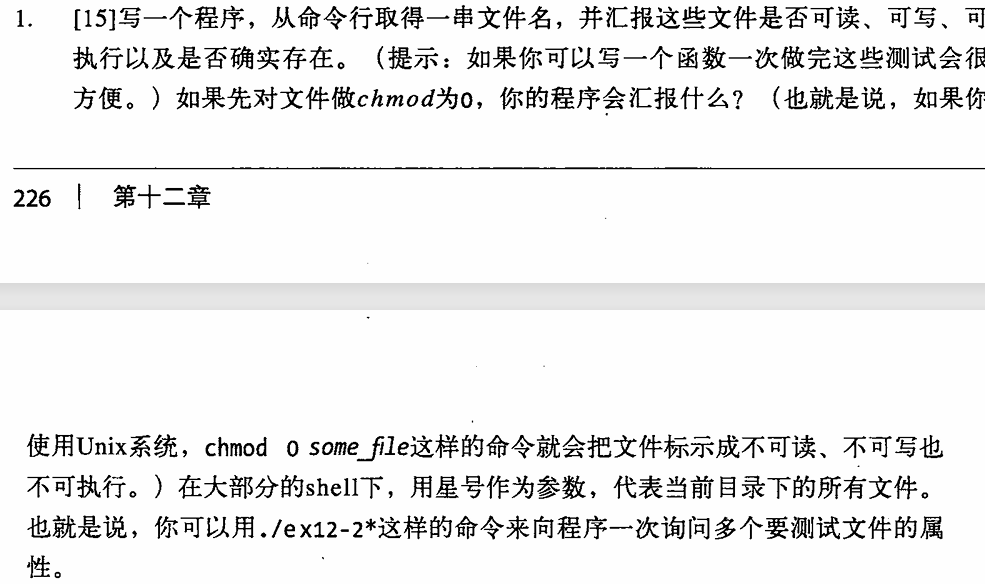 1. [15]写一个程序，从命令行取得一串文件名，并汇报这些文件是否可读、可写、可
执行以及是否确实存在。（提示：如果你可以写一个函数一次做完这些测试会很
方便。）如果先对文件做chmod为0，你的程序会汇报什么？（也就是说，如果你
226 | 第十二章
使用Unix系统，chmod 0 some_file这样的命令就会把文件标示成不可读、不可写也
不可执行。）在大部分的shell下，用星号作为参数，代表当前目录下的所有文件。
也就是说，你可以用./ex12-2*这样的命令来向程序一次询问多个要测试文件的属
性。